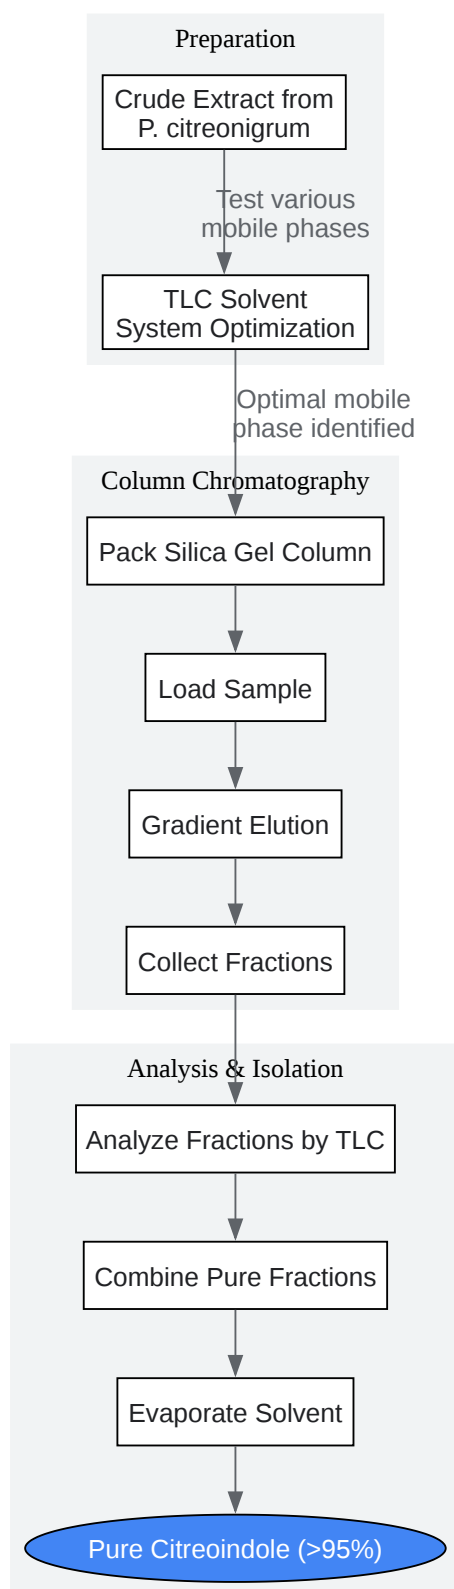 Preparation
Crude Extract from
P. citreonigrum
Test various
mobile phases
TLC Solvent
System Optimization
Optimal mobile
phase identified
Column Chromatography
Pack Silica Gel Column
Load Sample
Gradient Elution
Collect Fractions
Analysis & Isolation
Analyze Fractions by TLC
Combine Pure Fractions
Evaporate Solvent
Pure Citreoindole (>95%)